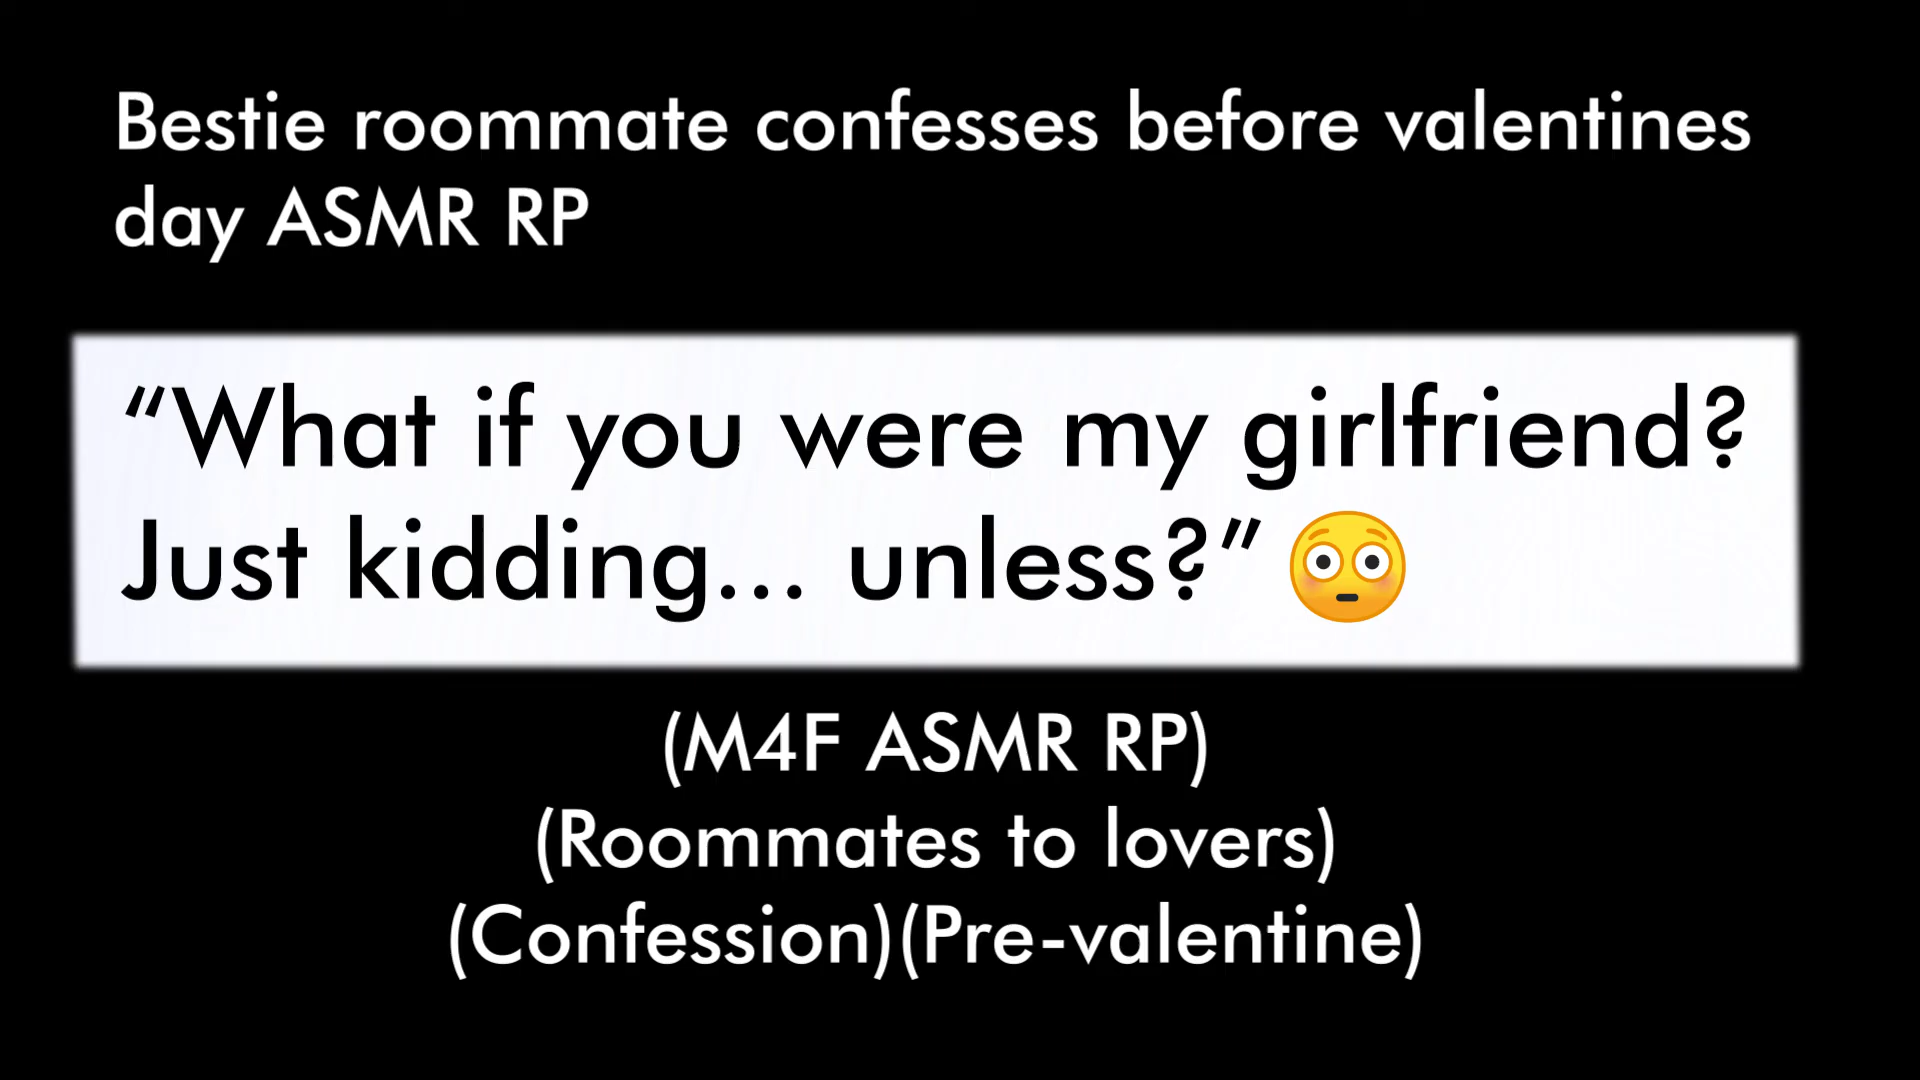 Bestie roommate confesses before valentines
day ASMR RP
“What if you were my girlfriend?
Just kidding... unless?” 😳
(M4F ASMR RP)
(Roommates to lovers)
(Confession)(Pre-valentine)